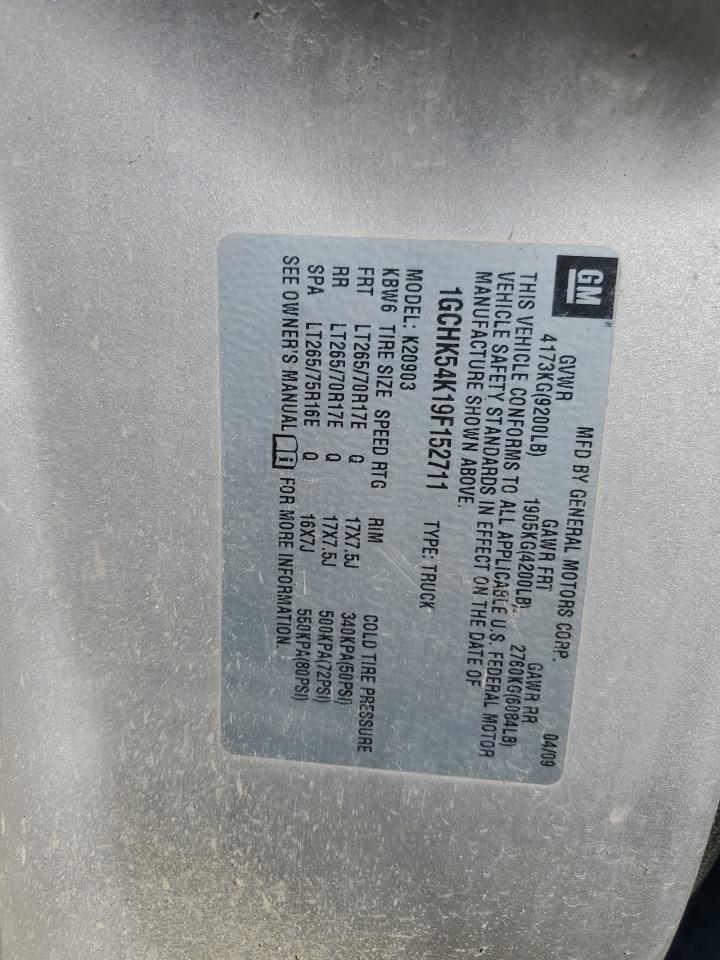 GM
MFD BY GENERAL MOTORS CORP. 04/09
GVWR GAWR FRT GAWR RR
4173KG(9200LB) 1905KG(4200LB) 2760KG(6084LB)
THIS VEHICLE CONFORMS TO ALL APPLICABLE U.S. FEDERAL MOTOR
VEHICLE SAFETY STANDARDS IN EFFECT ON THE DATE OF
MANUFACTURE SHOWN ABOVE.
1GCHK54K19F152711 TYPE: TRUCK
MODEL: K20903
KBW6 TIRE SIZE SPEED RTG RIM COLD TIRE PRESSURE
FRT LT265/70R17E Q 17X7.5J 340KPA(50PSI)
RR LT265/70R17E Q 17X7.5J 500KPA(72PSI)
SPA LT265/75R16E Q 16X7J 550KPA(80PSI)
SEE OWNER'S MANUAL i FOR MORE INFORMATION.